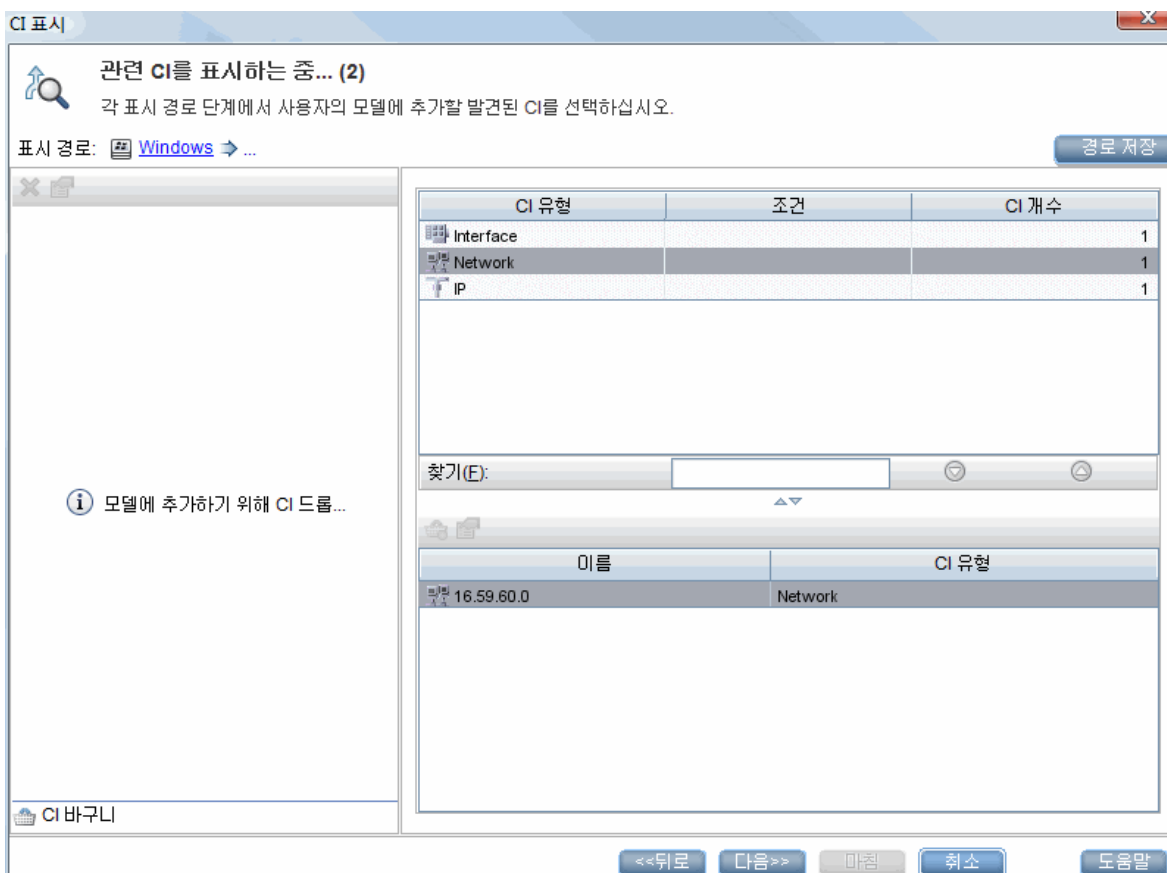 CI 표시
관련 CI를 표시하는 중... (2)
각 표시 경로 단계에서 사용자의 모델에 추가할 발견된 CI를 선택하십시오.
표시 경로: Windows ...
경로 저장
CI 유형 조건 CI 개수
Interface 1
Network 1
IP 1
찾기(F):
모델에 추가하기 위해 CI 드롭...
이름 CI 유형
16.59.60.0 Network
CI 바구니
<<뒤로 다음>> 마침 취소 도움말